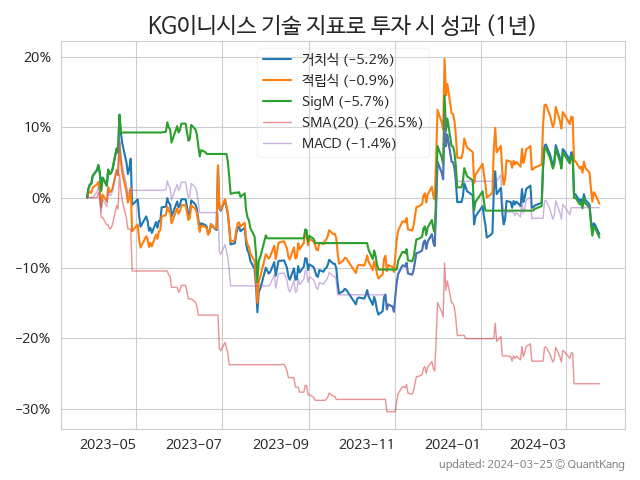 KG이니시스 기술 지표로 투자 시 성과 (1년)
거치식 (−5.2%)
적립식 (−0.9%)
SigM (−5.7%)
SMA(20) (−26.5%)
MACD (−1.4%)
20%
10%
0%
−10%
−20%
−30%
2023−05 2023−07 2023−09 2023−11 2024−01 2024−03
updated: 2024−03−25 ⓒ QuantKang